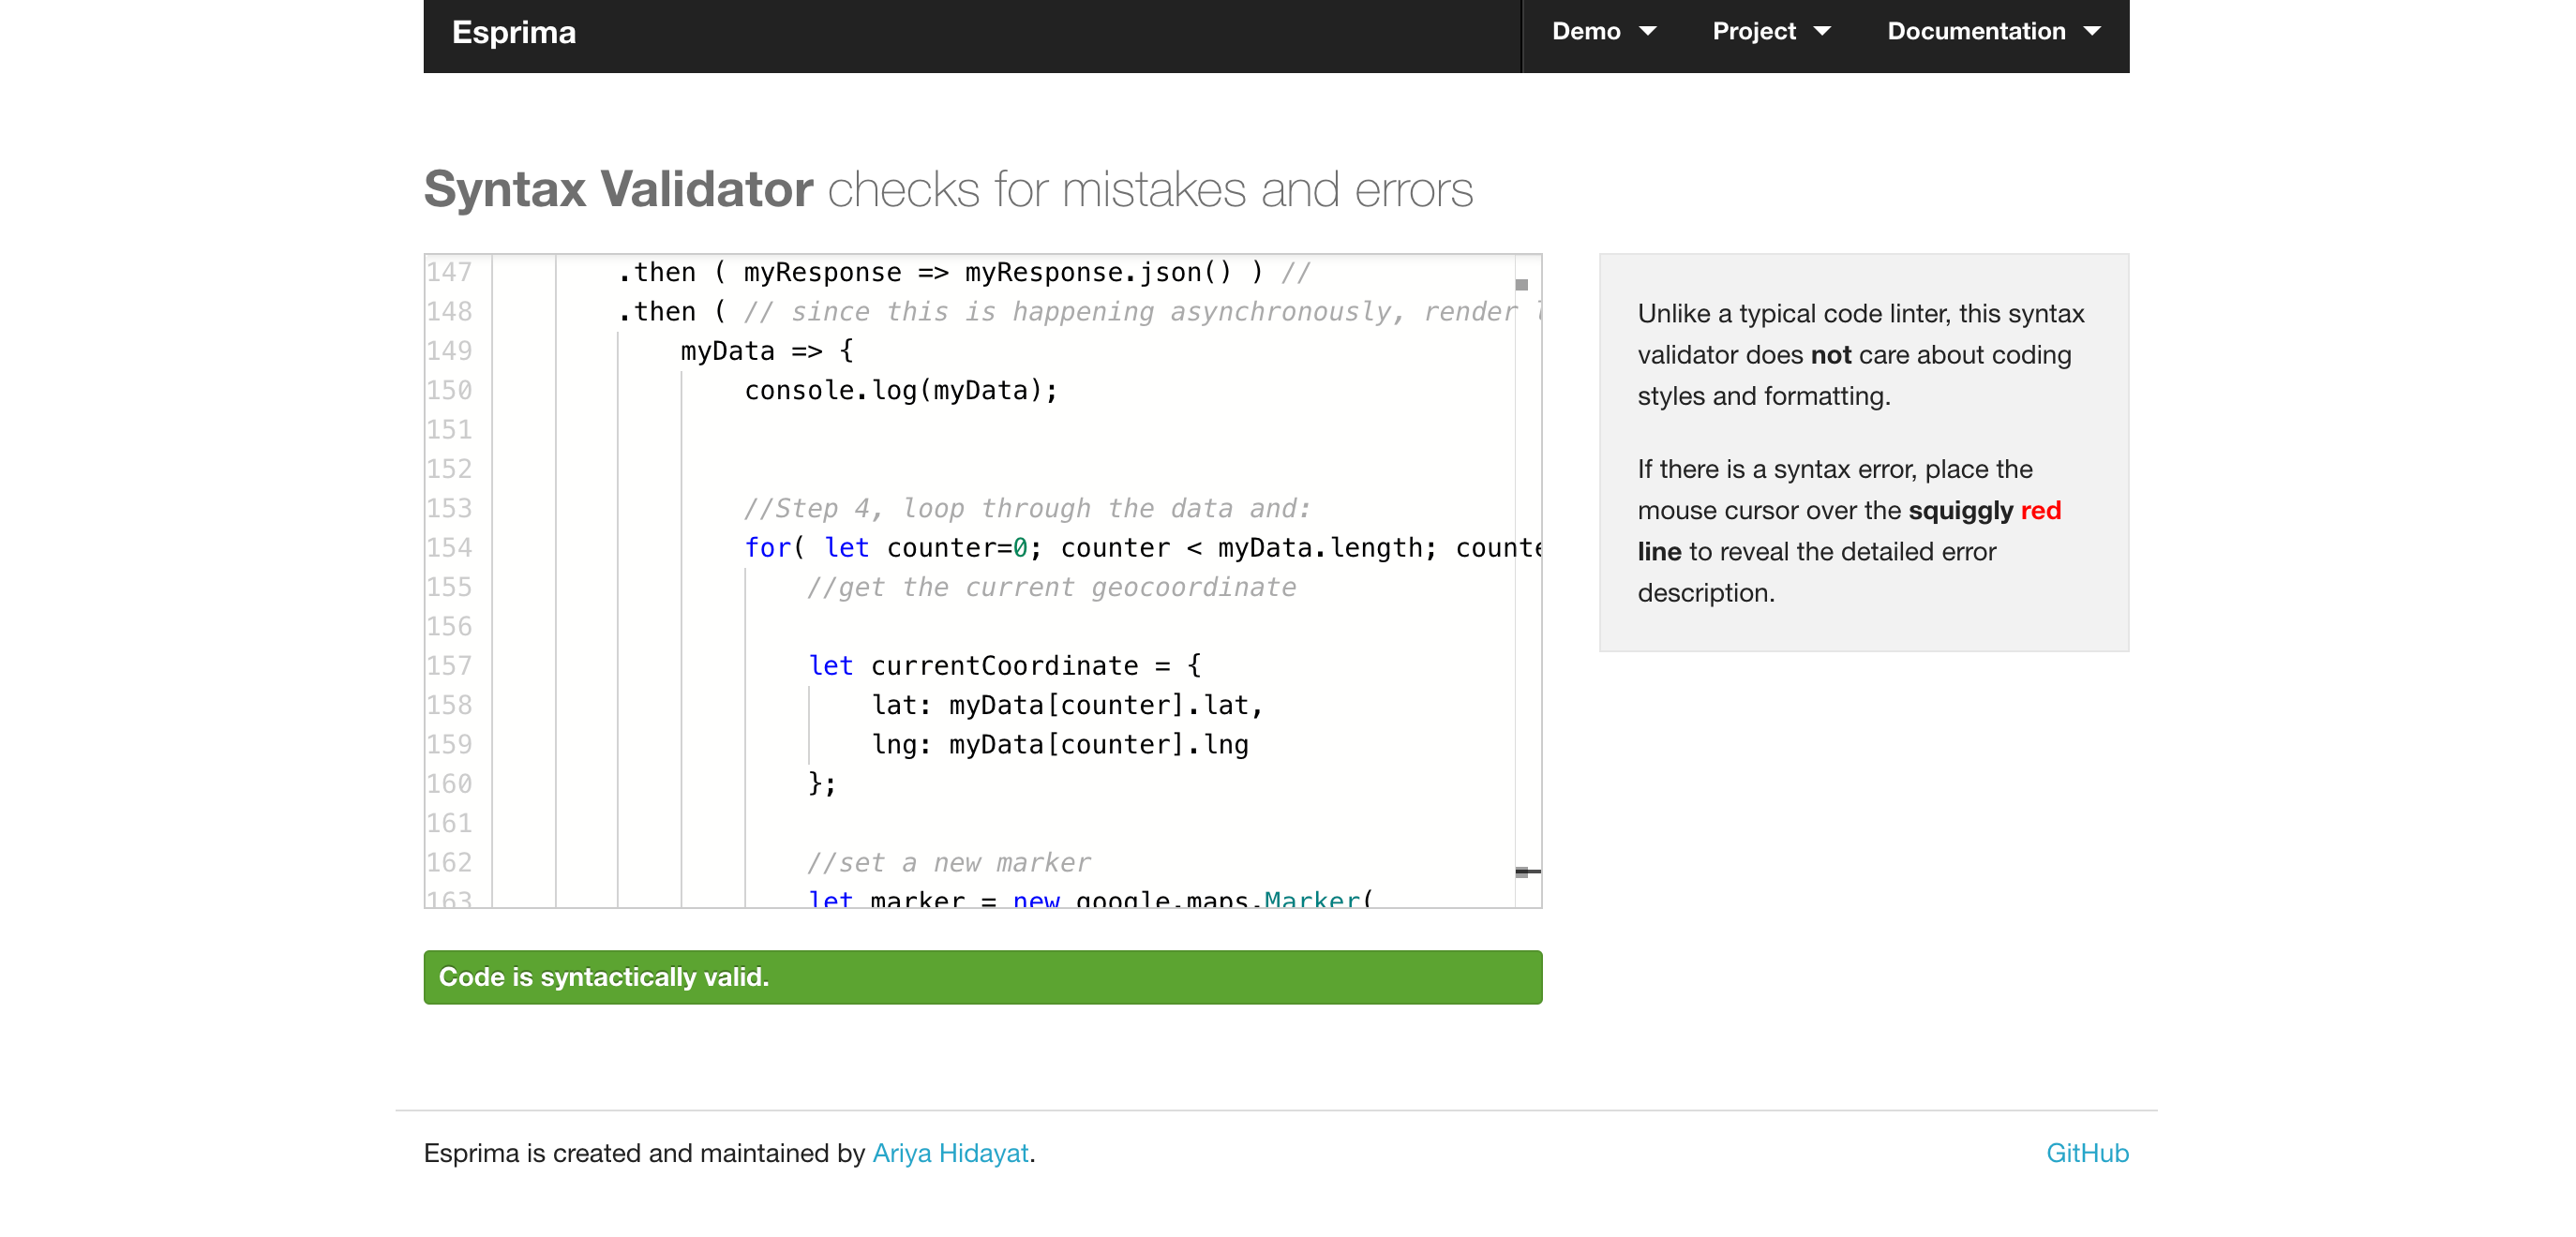 Esprima
Demo
Project
Documentation
Syntax Validator checks for mistakes and errors
147 .then ( myResponse => myResponse.json() ) //
148 .then ( // since this is happening asynchronously, render
149 myData => {
150 console.log(myData);
151
152
153 //Step 4, loop through the data and:
154 for( let counter=0; counter < myData.length; counte
155 //get the current geocoordinate
156
157 let currentCoordinate = {
158 lat: myData[counter].lat,
159 lng: myData[counter].lng
160 };
161
162 //set a new marker
163 let marker = new google.maps.Marker(
Code is syntactically valid.
Unlike a typical code linter, this syntax
validator does not care about coding
styles and formatting.
If there is a syntax error, place the
mouse cursor over the squiggly red
line to reveal the detailed error
description.
Esprima is created and maintained by Ariya Hidayat.
GitHub